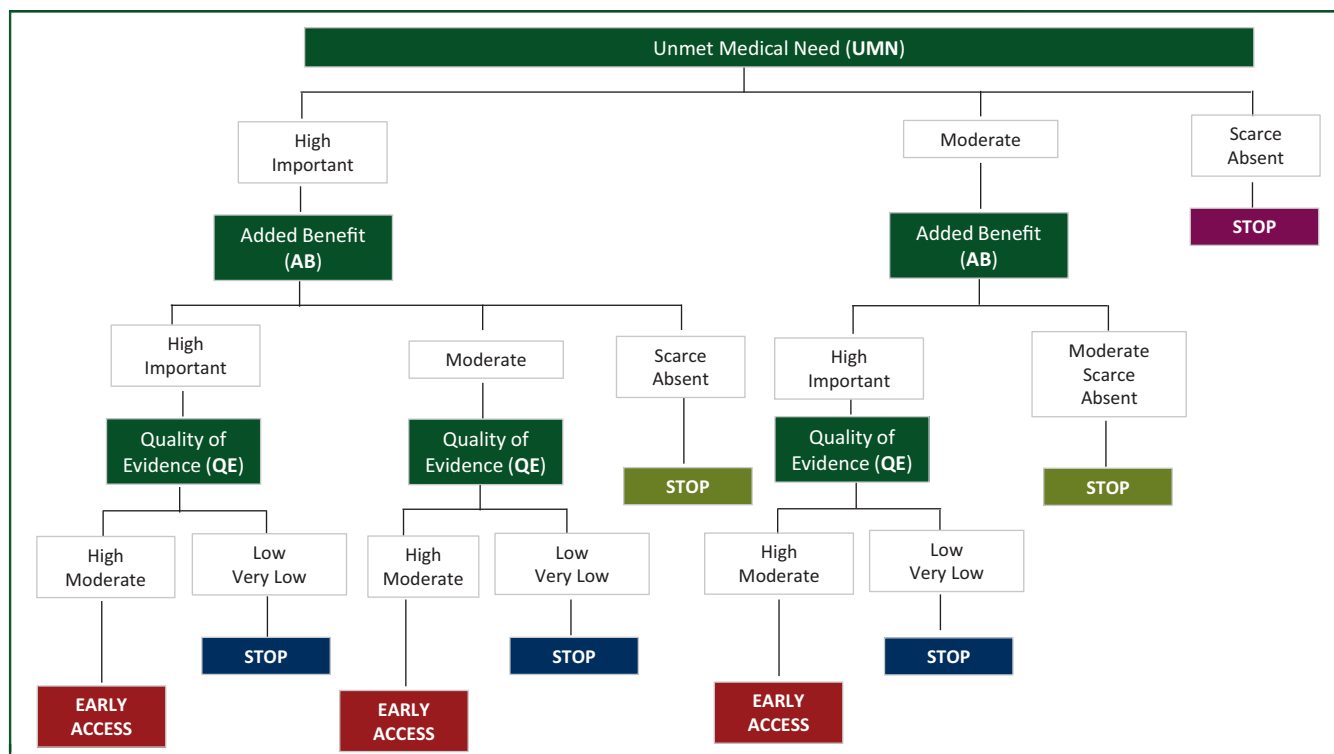 Unmet Medical Need (UMN)
High
Important
Moderate
Scarce
Absent
Added Benefit
(AB)
Added Benefit
(AB)
STOP
High
Important
Moderate
Scarce
Absent
High
Important
Moderate
Scarce
Absent
Quality of
Evidence (QE)
Quality of
Evidence (QE)
STOP
Quality of
Evidence (QE)
STOP
High
Moderate
Low
Very Low
High
Moderate
Low
Very Low
High
Moderate
Low
Very Low
STOP
STOP
STOP
EARLY
ACCESS
EARLY
ACCESS
EARLY
ACCESS